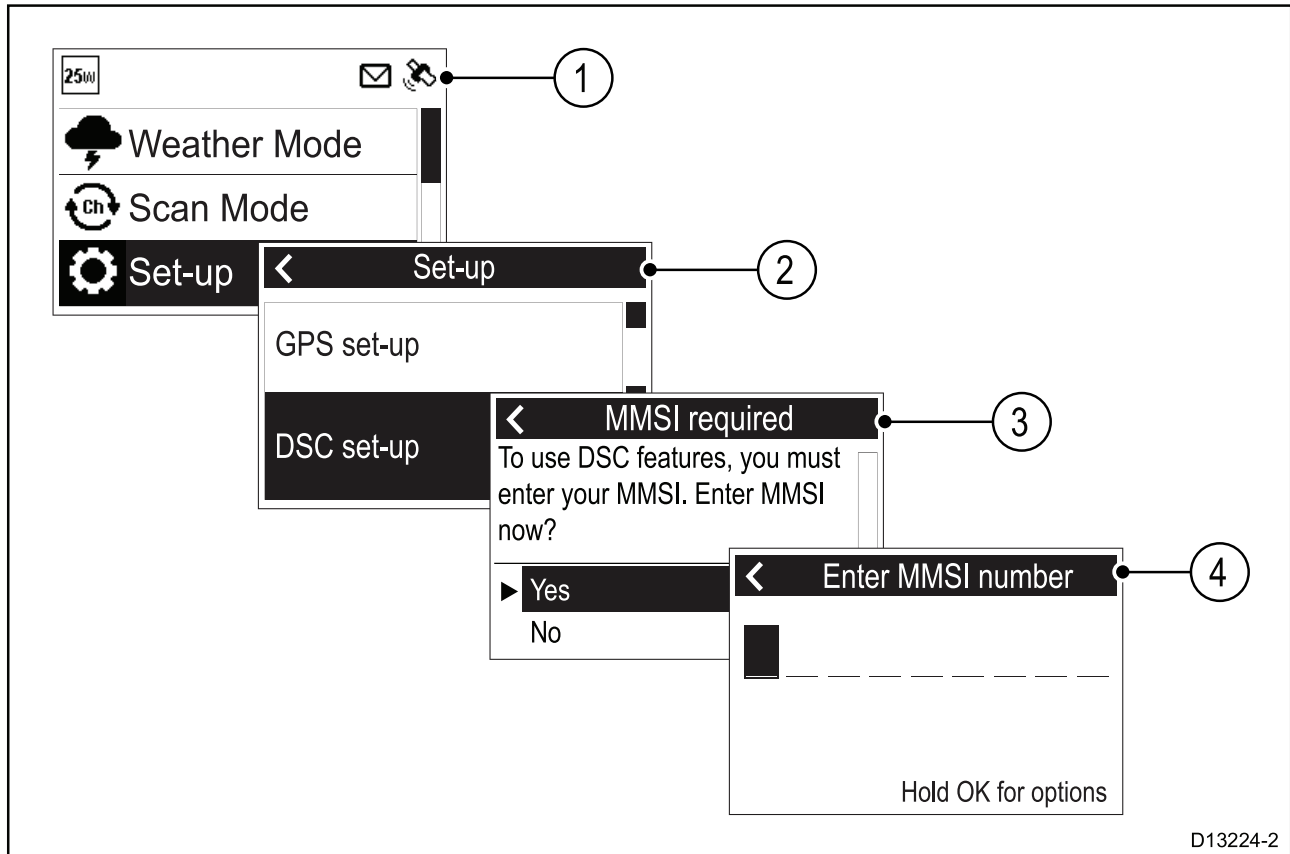 25W
1
Weather Mode
Ch
Scan Mode
Set-up
Set-up
2
GPS set-up
DSC set-up
MMSI required
3
To use DSC features, you must
enter your MMSI. Enter MMSI
now?
Yes
No
Enter MMSI number
4
Hold OK for options
D13224-2